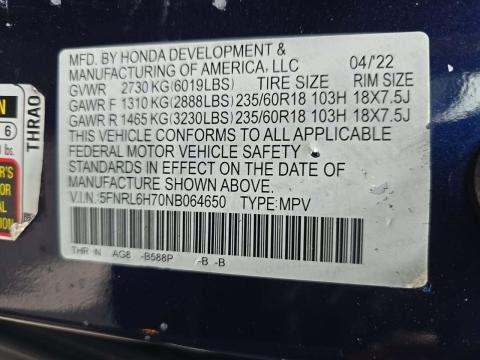 MFD. BY HONDA DEVELOPMENT &
MANUFACTURING OF AMERICA, LLC 04/'22
GVWR 2730 KG (6019LBS) TIRE SIZE RIM SIZE
GAWR F 1310 KG (2888LBS) 235/60R18 103H 18X7.5J
GAWR R 1465 KG (3230LBS) 235/60R18 103H 18X7.5J
THIS VEHICLE CONFORMS TO ALL APPLICABLE
FEDERAL MOTOR VEHICLE SAFETY
STANDARDS IN EFFECT ON THE DATE OF
MANUFACTURE SHOWN ABOVE.
V.I.N. 5FNRL6H70NB064650 TYPE: MPV
THR IN AG8 -B588P -B -B
THRA0
6
lbs.